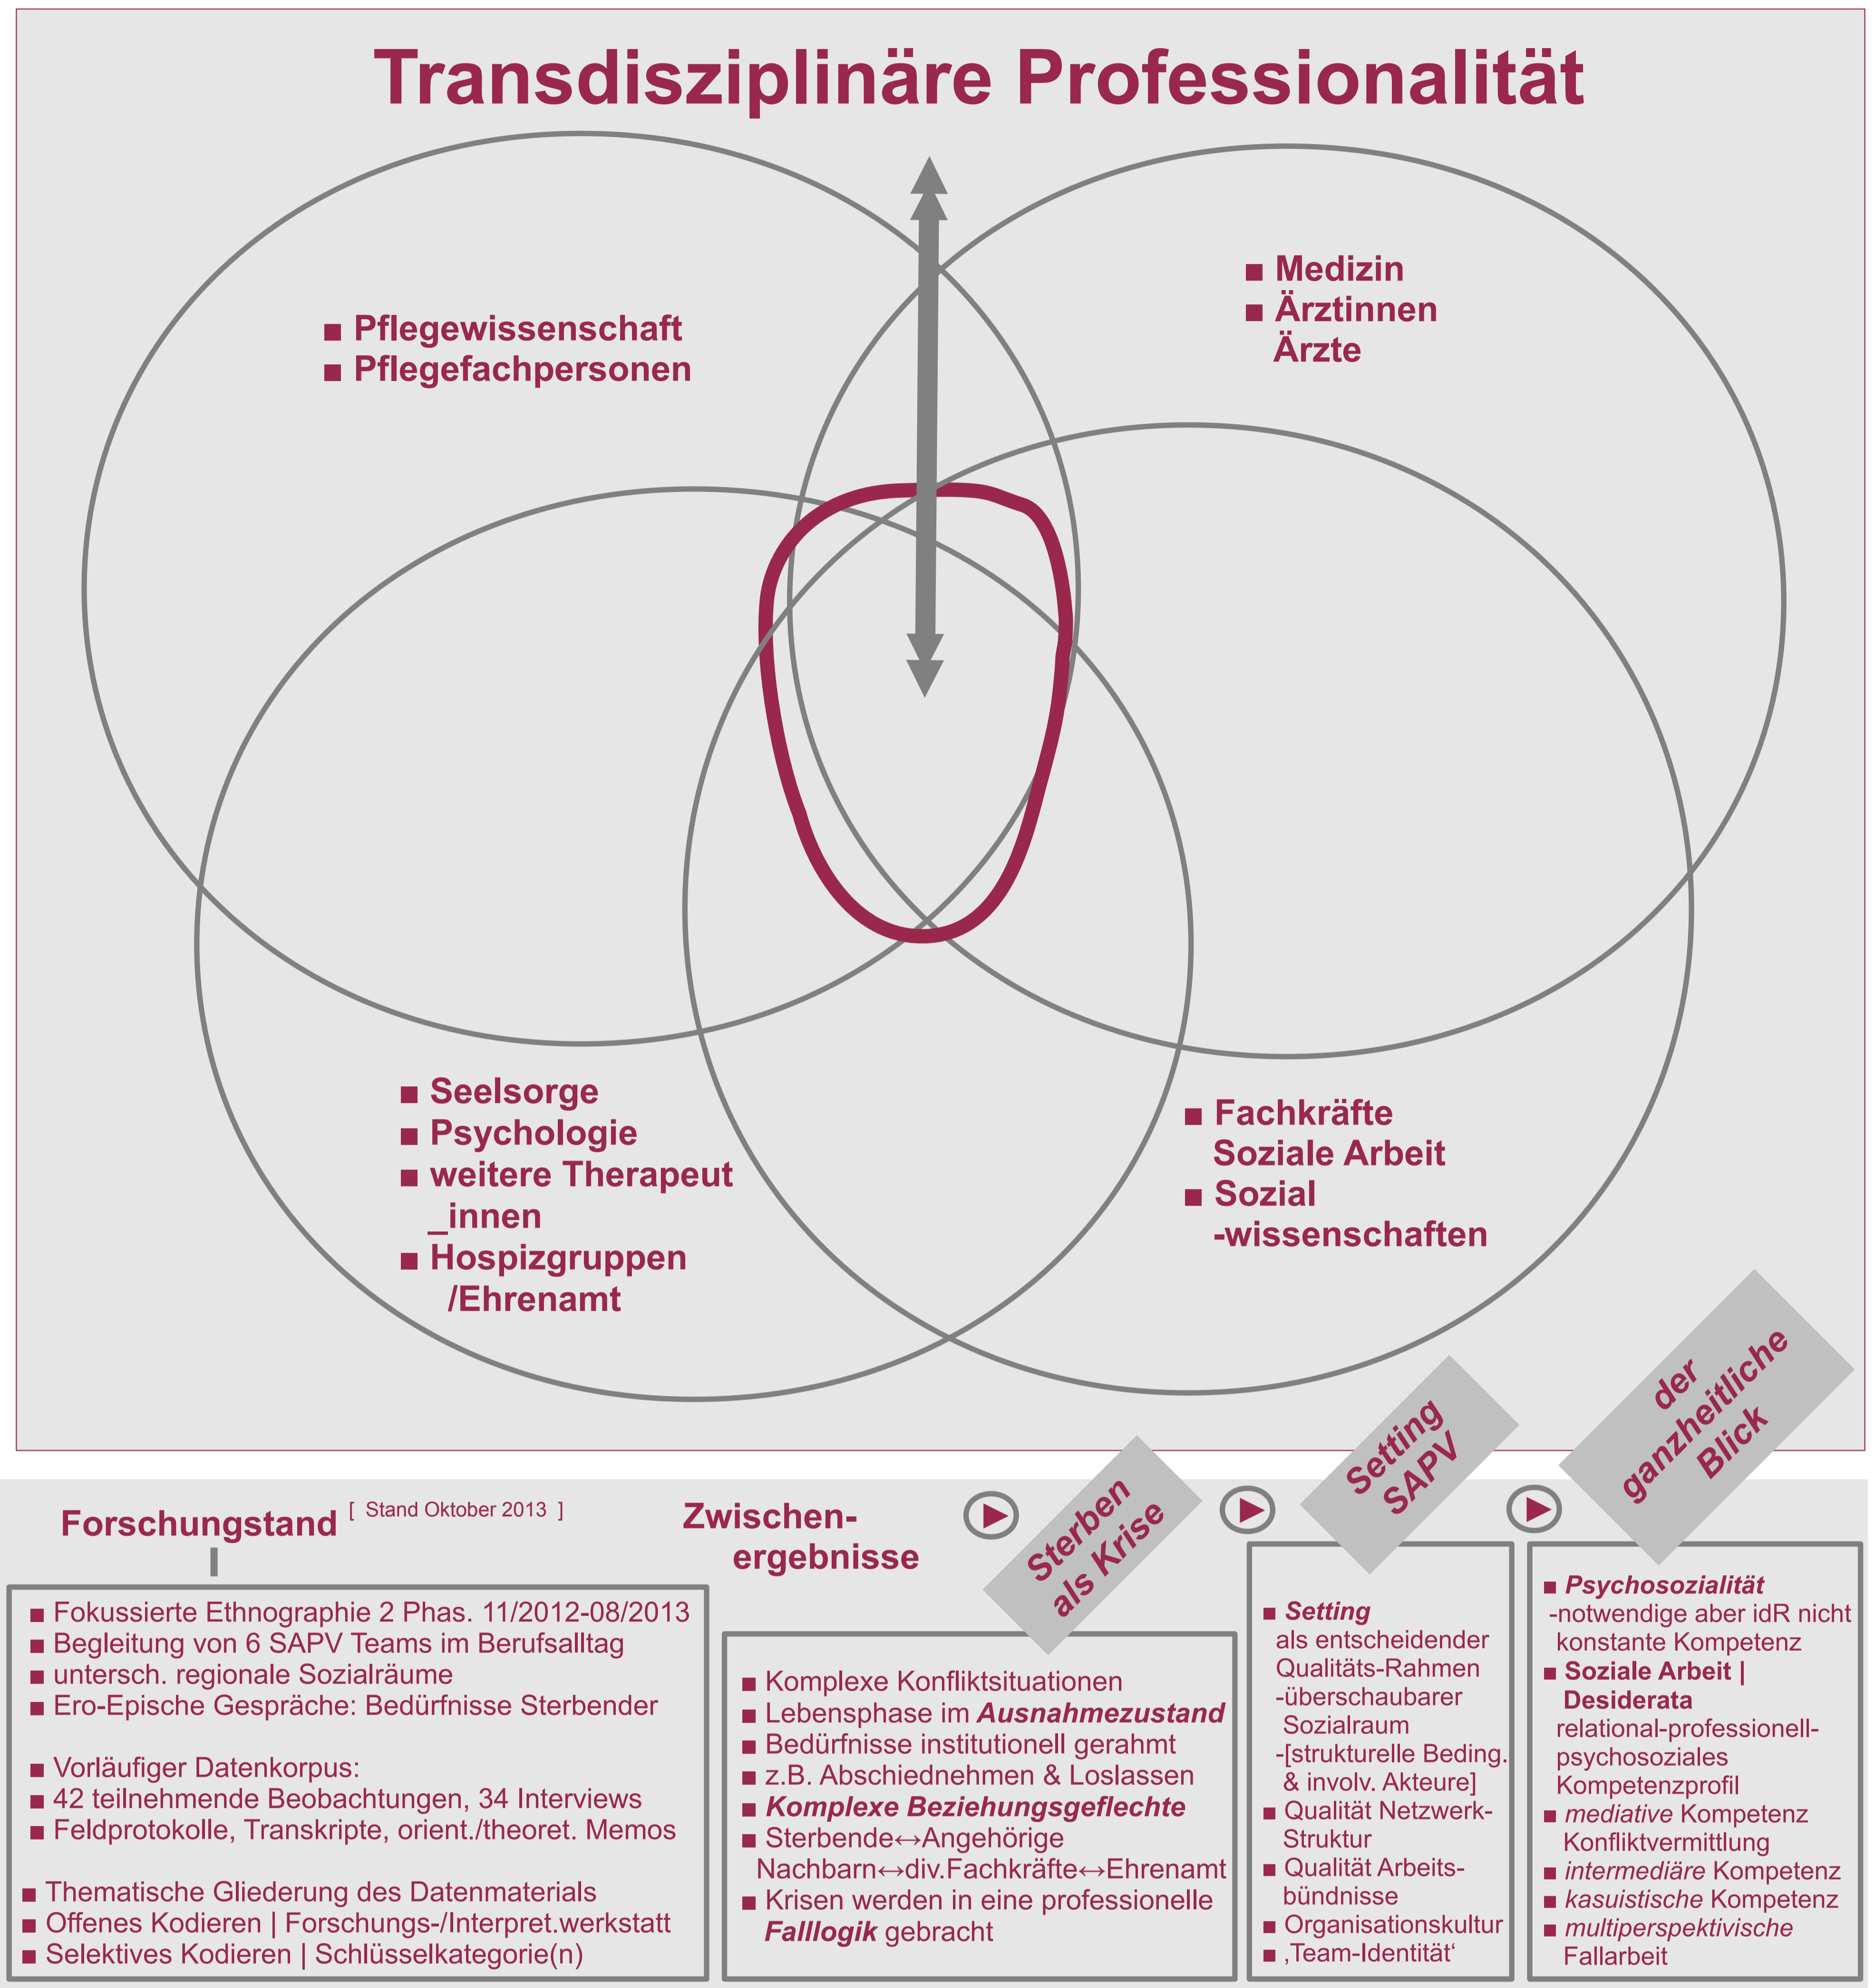 Transdisziplinäre Professionalität
■ Pflegewissenschaft
■ Pflegefachpersonen
■ Medizin
■ Ärztinnen
Ärzte
■ Seelsorge
■ Psychologie
■ weitere Therapeut
_innen
■ Hospizgruppen
/Ehrenamt
■ Fachkräfte
Soziale Arbeit
■ Sozial
-wissenschaften
Forschungstand [ Stand Oktober 2013 ]
■ Fokussierte Ethnographie 2 Phas. 11/2012-08/2013
■ Begleitung von 6 SAPV Teams im Berufsalltag
■ untersch. regionale Sozialräume
■ Ero-Epische Gespräche: Bedürfnisse Sterbender
■ Vorläufiger Datenkorpus:
■ 42 teilnehmende Beobachtungen, 34 Interviews
■ Feldprotokolle, Transkripte, orient./theoret. Memos
■ Thematische Gliederung des Datenmaterials
■ Offenes Kodieren | Forschungs-/Interpret.werkstatt
■ Selektives Kodieren | Schlüsselkategorie(n)
Zwischen-
ergebnisse
Sterben
als Krise
■ Komplexe Konfliktsituationen
■ Lebensphase im Ausnahmezustand
■ Bedürfnisse institutionell gerahmt
■ z.B. Abschiednehmen & Loslassen
■ Komplexe Beziehungsgeflechte
■ Sterbende↔Angehörige
Nachbarn↔div.Fachkräfte↔Ehrenamt
■ Krisen werden in eine professionelle
Falllogik gebracht
Setting
SAPV
■ Setting
als entscheidender
Qualitäts-Rahmen
-überschaubarer
Sozialraum
-[strukturelle Beding.
& involv. Akteure]
■ Qualität Netzwerk-
Struktur
■ Qualität Arbeits-
bündnisse
■ Organisationskultur
■ ‚Team-Identität‘
der
ganzheitliche
Blick
■ Psychosozialität
-notwendige aber idR nicht
konstante Kompetenz
■ Soziale Arbeit |
Desiderata
relational-professionell-
psychosoziales
Kompetenzprofil
■ mediative Kompetenz
Konfliktvermittlung
■ intermediäre Kompetenz
■ kasuistische Kompetenz
■ multiperspektivische
Fallarbeit